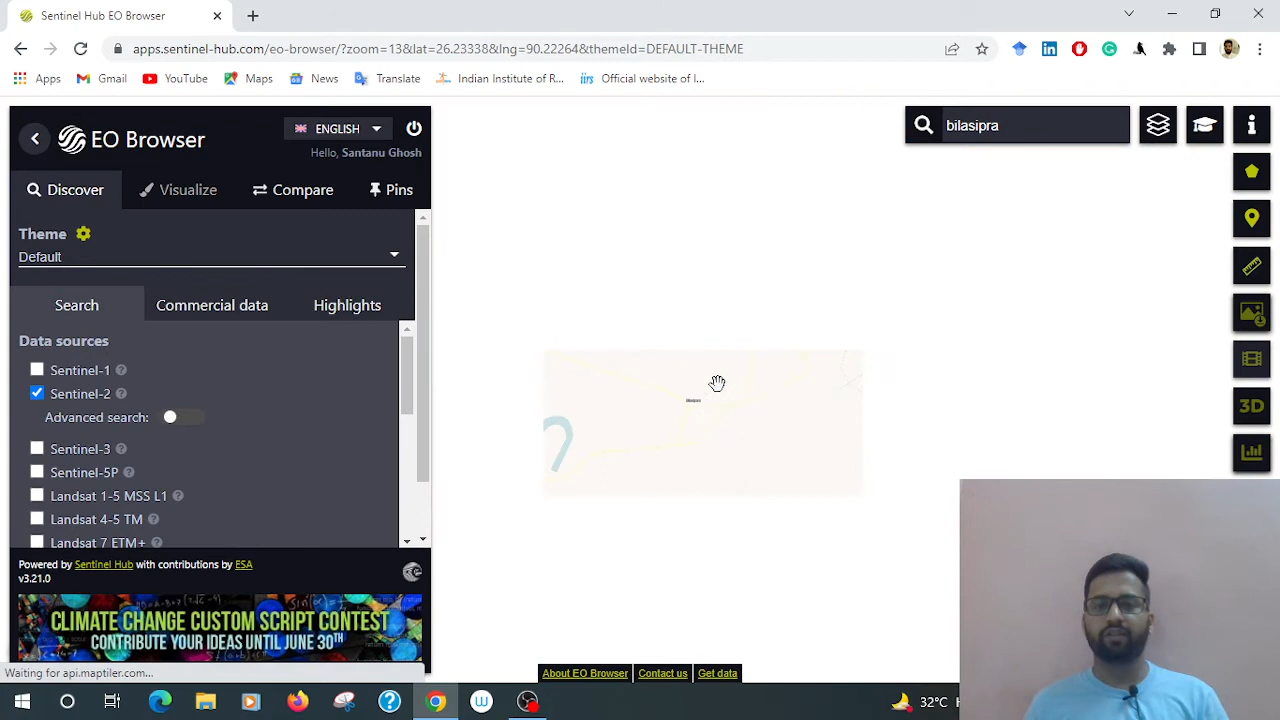 Sentinel Hub EO Browser
apps.sentinel-hub.com/eo-browser/?zoom=13&lat=26.23338&lng=90.22264&themeId=DEFAULT-THEME
Apps
Gmail
YouTube
Maps
News
Translate
Indian Institute of R...
Official website of I...
EO Browser
ENGLISH
Hello, Santanu Ghosh
bilasipra
Discover
Visualize
Compare
Pins
Theme
Default
Search
Commercial data
Highlights
Data sources
Sentinel-1
Sentinel-2
Advanced search:
Sentinel-3
Sentinel-5P
Landsat 1-5 MSS L1
Landsat 4-5 TM
Landsat 7 ETM+
3D
Powered by Sentinel Hub with contributions by ESA
v3.21.0
CLIMATE CHANGE CUSTOM SCRIPT CONTEST
CONTRIBUTE YOUR IDEAS UNTIL JUNE 30TH
Waiting for api.maptiler.com...
About EO Browser
Contact us
Get data
32°C